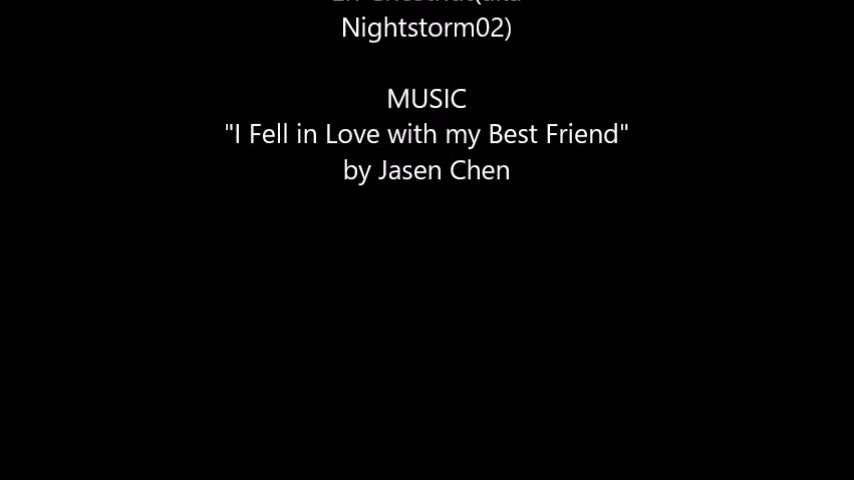 Nightstorm02)
MUSIC
"I Fell in Love with my Best Friend"
by Jasen Chen